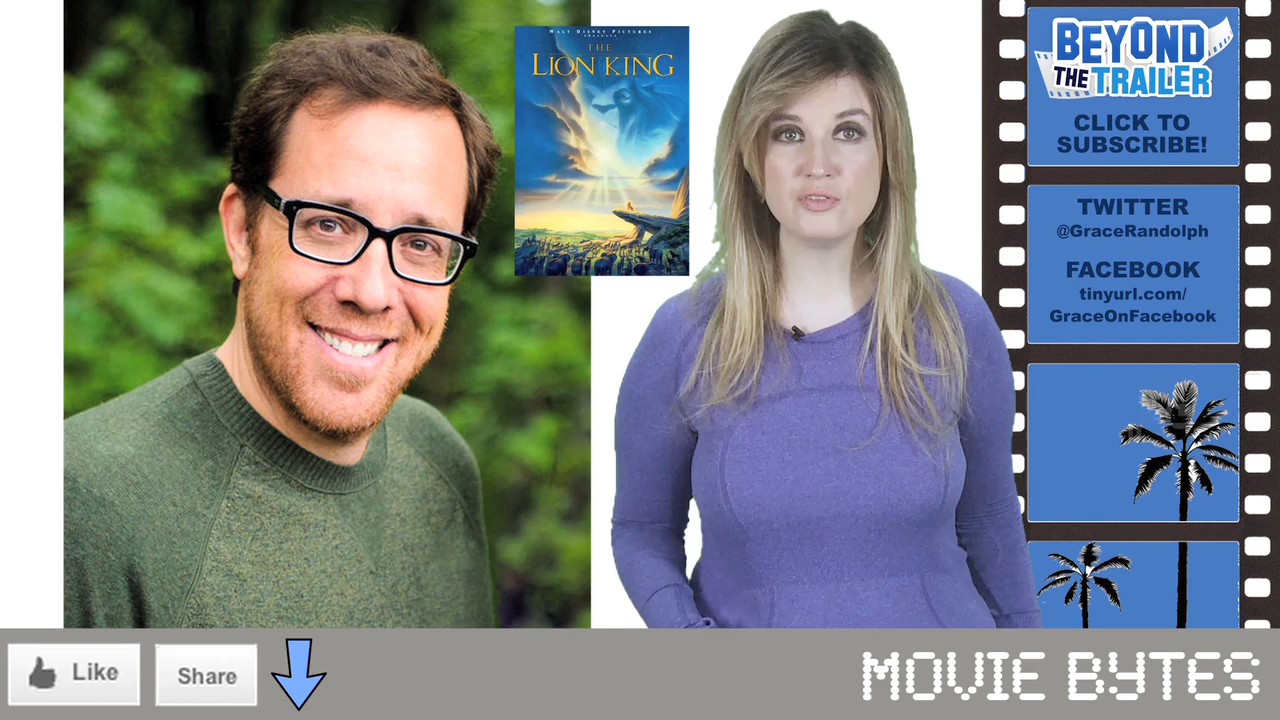 WALT DISNEY PICTURES
PRESENTS
THE
LION KING
BEYOND
THE TRAILER
CLICK TO
SUBSCRIBE!
TWITTER
@GraceRandolph
FACEBOOK
tinyurl.com/
GraceOnFacebook
Like
Share
MOVIE BYTES